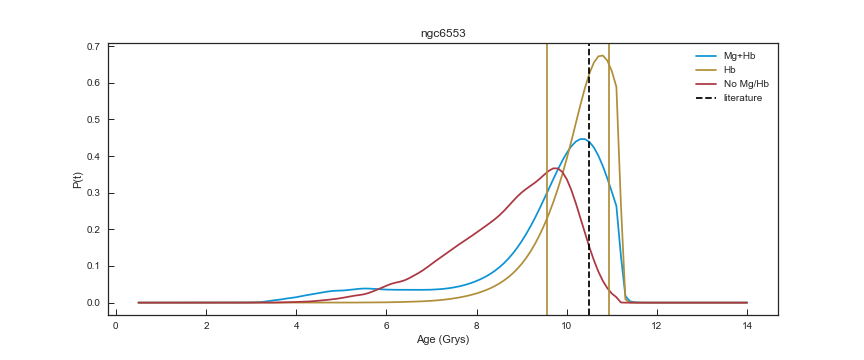 ngc6553
P(t)
0.7
0.6
0.5
0.4
0.3
0.2
0.1
0.0
Mg+Hb
Hb
No Mg/Hb
literature
0 2 4 6 8 10 12 14
Age (Grys)